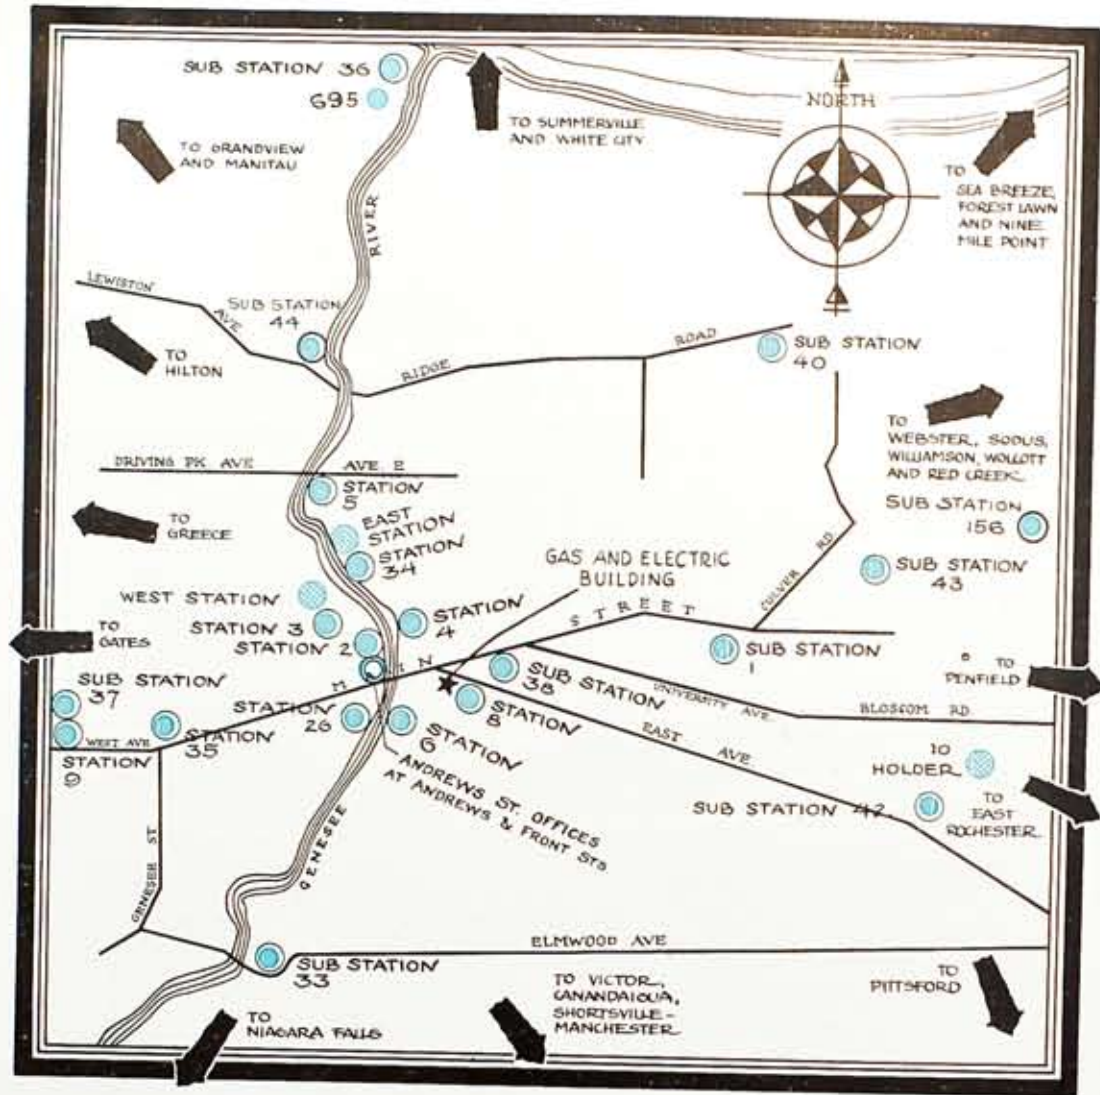 SUB STATION 36
695
TO GRANDVIEW
AND MANITAU
TO SUMMERVILLE
AND WHITE CITY
NORTH
TO
SEA BREEZE,
FOREST LAWN
AND NINE
MILE POINT
RIVER
LEWISTON
AVE
SUB STATION
44
TO
HILTON
RIDGE
ROAD
SUB STATION
40
TO
WEBSTER, SODUS,
WILLIAMSON, WOLLOTT
AND RED CREEK
DRIVING PK AVE
AVE E
STATION
5
TO
GREECE
EAST
STATION
STATION
34
SUB STATION
156
GAS AND ELECTRIC
BUILDING
CULVER RD
SUB STATION
43
WEST STATION
STATION 3
STATION
4
STREET
TO
GATES
STATION 2
SUB STATION
1
MAIN
SUB STATION
38
TO
PENFIELD
SUB STATION
37
UNIVERSITY AVE.
BLOSSOM RD
STATION
26
STATION
8
STATION
35
STATION
6
WEST AVE
STATION
9
EAST AVE
10
HOLDER
ANDREWS ST. OFFICES
AT ANDREWS & FRONT STS
SUB STATION 42
TO
EAST
ROCHESTER
GENESEE ST
GENESEE
ELMWOOD AVE
SUB STATION
33
TO VICTOR,
CANANDAIGUA,
SHORTSVILLE-
MANCHESTER
TO
PITTSFORD
TO
NIAGARA FALLS